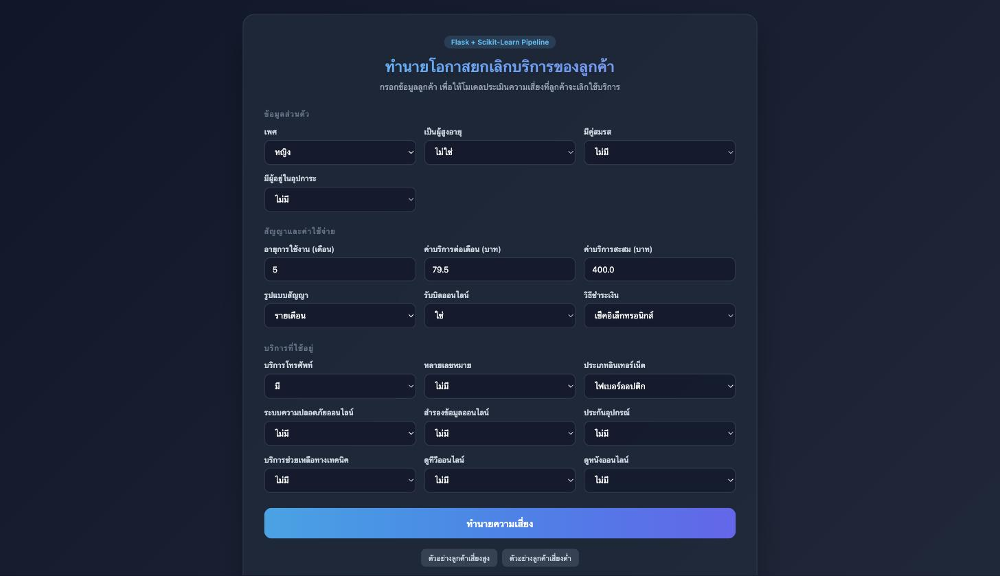 Flask + Scikit-Learn Pipeline
ทำนายโอกาสยกเลิกบริการของลูกค้า
กรอกข้อมูลลูกค้า เพื่อให้โมเดลประเมินความเสี่ยงที่ลูกค้าจะเลิกใช้บริการ
ข้อมูลส่วนตัว
เพศ เป็นผู้สูงอายุ มีคู่สมรส
หญิง ไม่ใช่ ไม่มี
มีผู้อยู่ในอุปการะ
ไม่มี
สัญญาและค่าใช้จ่าย
อายุการใช้งาน (เดือน) ค่าบริการต่อเดือน (บาท) ค่าบริการสะสม (บาท)
5 79.5 400.0
รูปแบบสัญญา รับบิลออนไลน์ วิธีชำระเงิน
รายเดือน ใช่ เช็คอิเล็กทรอนิกส์
บริการที่ใช้อยู่
บริการโทรศัพท์ หลายเลขหมาย ประเภทอินเทอร์เน็ต
มี ไม่มี ไฟเบอร์ออปติก
ระบบความปลอดภัยออนไลน์ สำรองข้อมูลออนไลน์ ประกันอุปกรณ์
ไม่มี ไม่มี ไม่มี
บริการช่วยเหลือทางเทคนิค ดูทีวีออนไลน์ ดูหนังออนไลน์
ไม่มี ไม่มี ไม่มี
ทำนายความเสี่ยง
ตัวอย่างลูกค้าเสี่ยงสูง ตัวอย่างลูกค้าเสี่ยงต่ำ